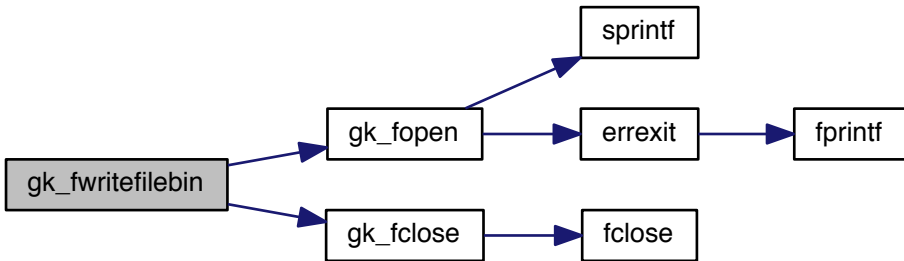 sprintf
gk_fopen
errexit
fprintf
gk_fwritefilebin
gk_fclose
fclose